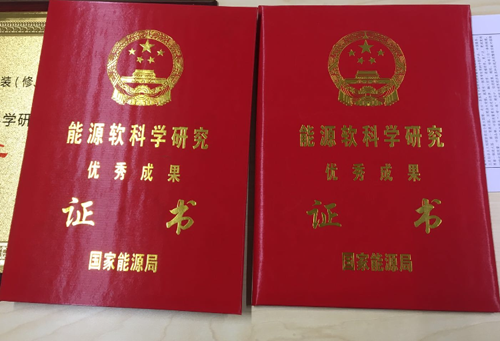 装(修
学研
能源软科学研究
优秀成果
证书
国家能源局
能源软科学研究
优秀成果
证书
国家能源局